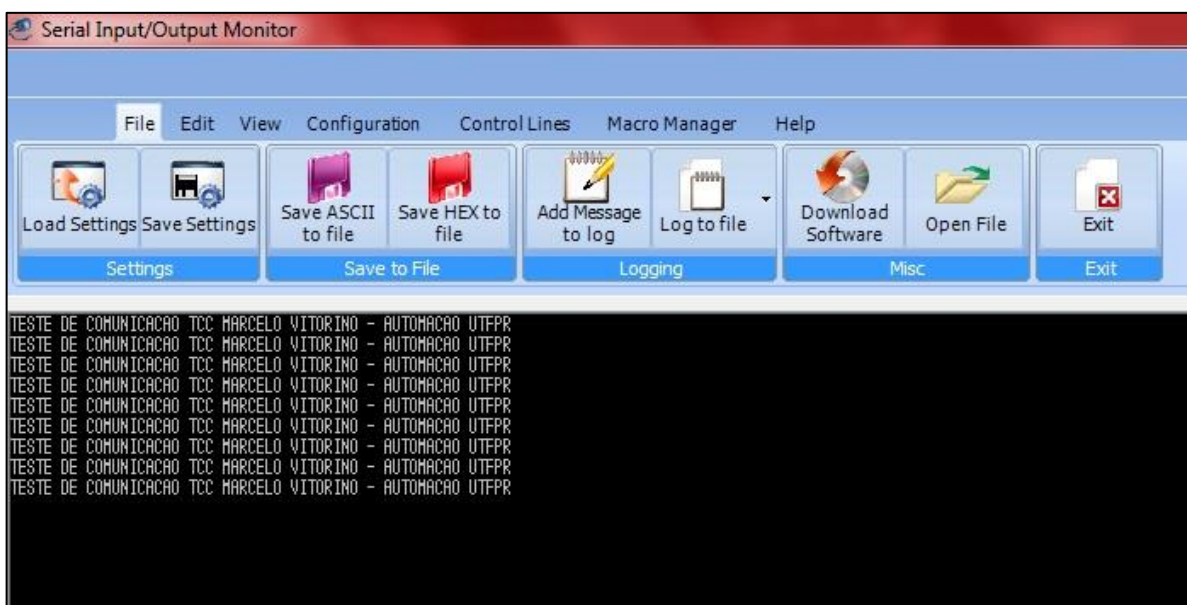 Serial Input/Output Monitor
File Edit View Configuration Control Lines Macro Manager Help
Load Settings
Save Settings
Save ASCII
to file
Save HEX to
file
Add Message
to log
Log to file
Download
Software
Open File
Exit
Settings
Save to File
Logging
Misc
Exit
TESTE DE COMUNICACAO TCC MARCELO VITORINO - AUTOMACAO UTFPR
TESTE DE COMUNICACAO TCC MARCELO VITORINO - AUTOMACAO UTFPR
TESTE DE COMUNICACAO TCC MARCELO VITORINO - AUTOMACAO UTFPR
TESTE DE COMUNICACAO TCC MARCELO VITORINO - AUTOMACAO UTFPR
TESTE DE COMUNICACAO TCC MARCELO VITORINO - AUTOMACAO UTFPR
TESTE DE COMUNICACAO TCC MARCELO VITORINO - AUTOMACAO UTFPR
TESTE DE COMUNICACAO TCC MARCELO VITORINO - AUTOMACAO UTFPR
TESTE DE COMUNICACAO TCC MARCELO VITORINO - AUTOMACAO UTFPR
TESTE DE COMUNICACAO TCC MARCELO VITORINO - AUTOMACAO UTFPR